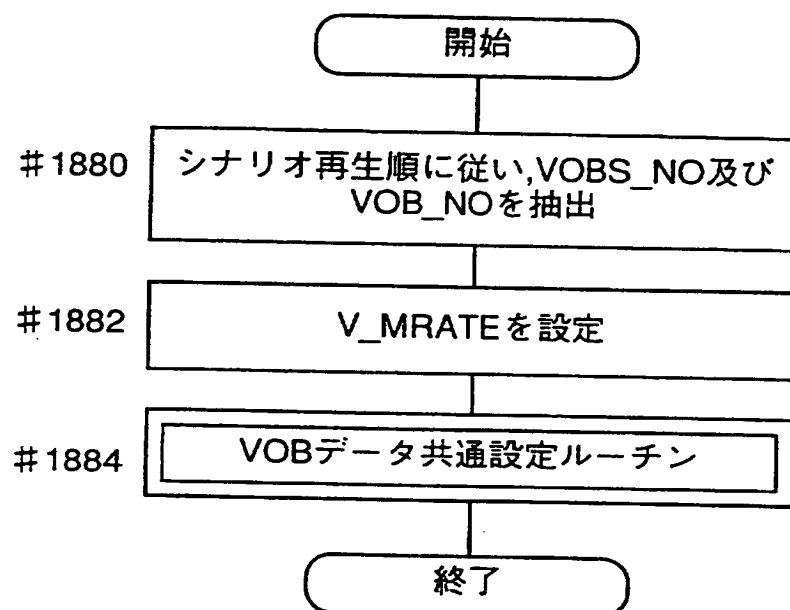 開始
#1880
シナリオ再生順に従い,VOBS_NO及び
VOB_NOを抽出
#1882
V_MRATEを設定
#1884
VOBデータ共通設定ルーチン
終了